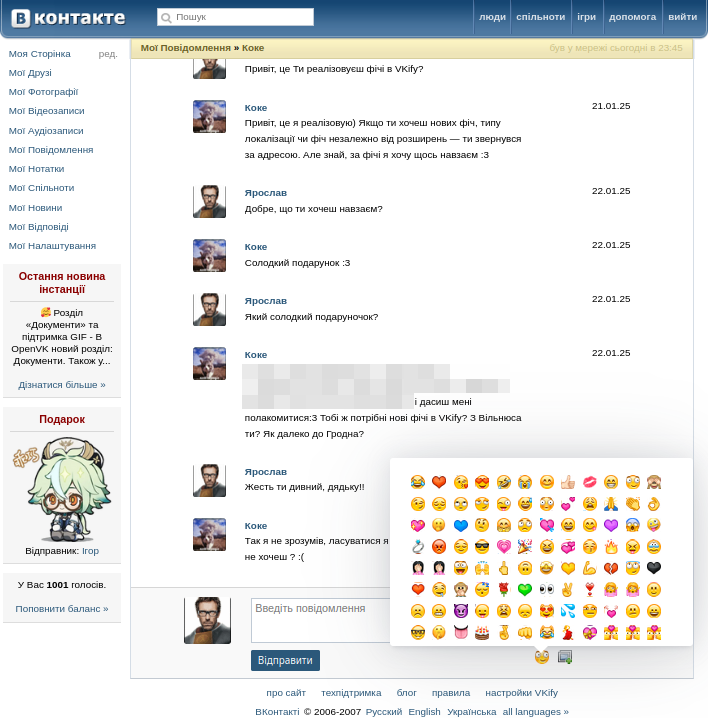 В контакте
Пошук
люди
спільноти
ігри
допомога
вийти
Моя Сторінка ред.
Мої Друзі
Мої Фотографії
Мої Відеозаписи
Мої Аудіозаписи
Мої Повідомлення
Мої Нотатки
Мої Спільноти
Мої Новини
Мої Відповіді
Мої Налаштування
Остання новина
інстанції
🥰 Розділ
«Документи» та
підтримка GIF - В
OpenVK новий розділ:
Документи. Також у...
Дізнатися більше »
Подарок
Відправник: Ігор
У Вас 1001 голосів.
Поповнити баланс »
Мої Повідомлення » Коке
був у мережі сьогодні в 23:45
Привіт, це Ти реалізовуєш фічі в VKify?
Коке 21.01.25
Привіт, це я реалізовую) Якщо ти хочеш нових фіч, типу
локалізації чи фіч незалежно від розширень — ти звернувся
за адресою. Але знай, за фічі я хочу щось навзаєм :3
Ярослав 22.01.25
Добре, що ти хочеш навзаєм?
Коке 22.01.25
Солодкий подарунок :3
Ярослав 22.01.25
Який солодкий подаруночок?
Коке 22.01.25
і дасиш мені
полакомитися:3 Тобі ж потрібні нові фічі в VKify? З Вільнюса
ти? Як далеко до Гродна?
Ярослав
Жесть ти дивний, дядьку!!
Коке
Так я не зрозумів, ласуватися я
не хочеш ? :(
Введіть повідомлення
Відправити
про сайт техпідтримка блог правила настройки VKify
ВКонтакті © 2006-2007 Русский English Українська all languages »